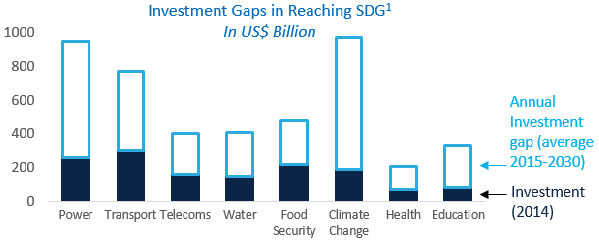 Investment Gaps in Reaching SDG¹
In US$ Billion
1000
800
600
400
200
0
Power Transport Telecoms Water Food Security Climate Change Health Education
Annual
Investment
gap (average
2015-2030)
Investment
(2014)